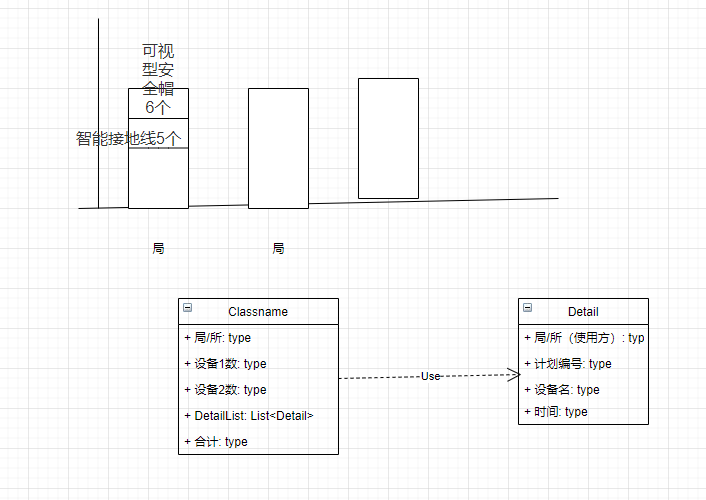 可视
型安
全帽
6个
智能接地线5个
局
局
Classname
+ 局/所: type
+ 设备1数: type
+ 设备2数: type
+ DetailList: List<Detail>
+ 合计: type
Use
Detail
+ 局/所（使用方）: typ
+ 计划编号: type
+ 设备名: type
+ 时间: type